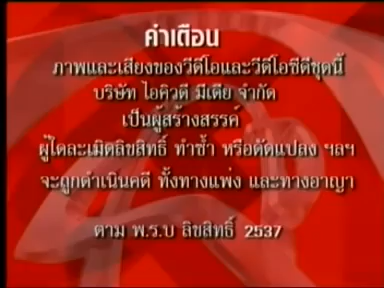 คำเตือน
ภาพและเสียงของวีดีโอและวีดีโอซีดีชุดนี้
บริษัท ไอคิวดี มีเดีย จำกัด
เป็นผู้สร้างสรรค์
ผู้ใดละเมิดลิขสิทธิ์ ทำซ้ำ หรือดัดแปลง ฯลฯ
จะถูกดำเนินคดี ทั้งทางแพ่ง และทางอาญา
ตาม พ.ร.บ ลิขสิทธิ์ 2537